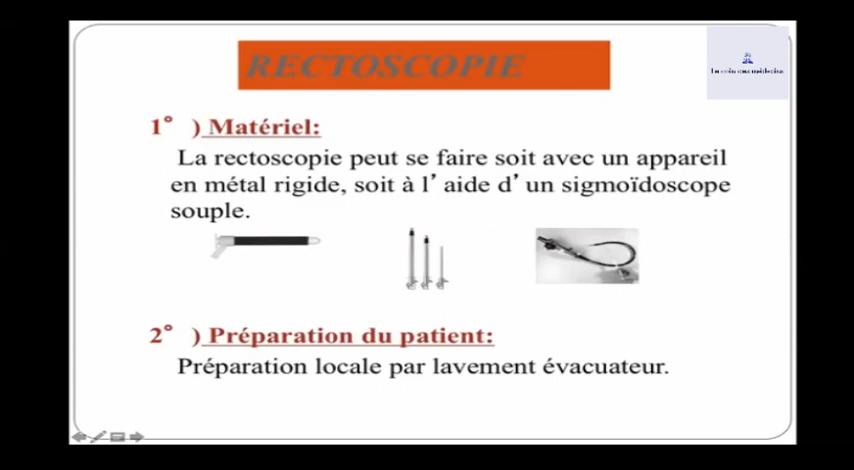 RECTOSCOPIE
1° ) Matériel:
La rectoscopie peut se faire soit avec un appareil
en métal rigide, soit à l' aide d' un sigmoïdoscope
souple.
2° ) Préparation du patient:
Préparation locale par lavement évacuateur.